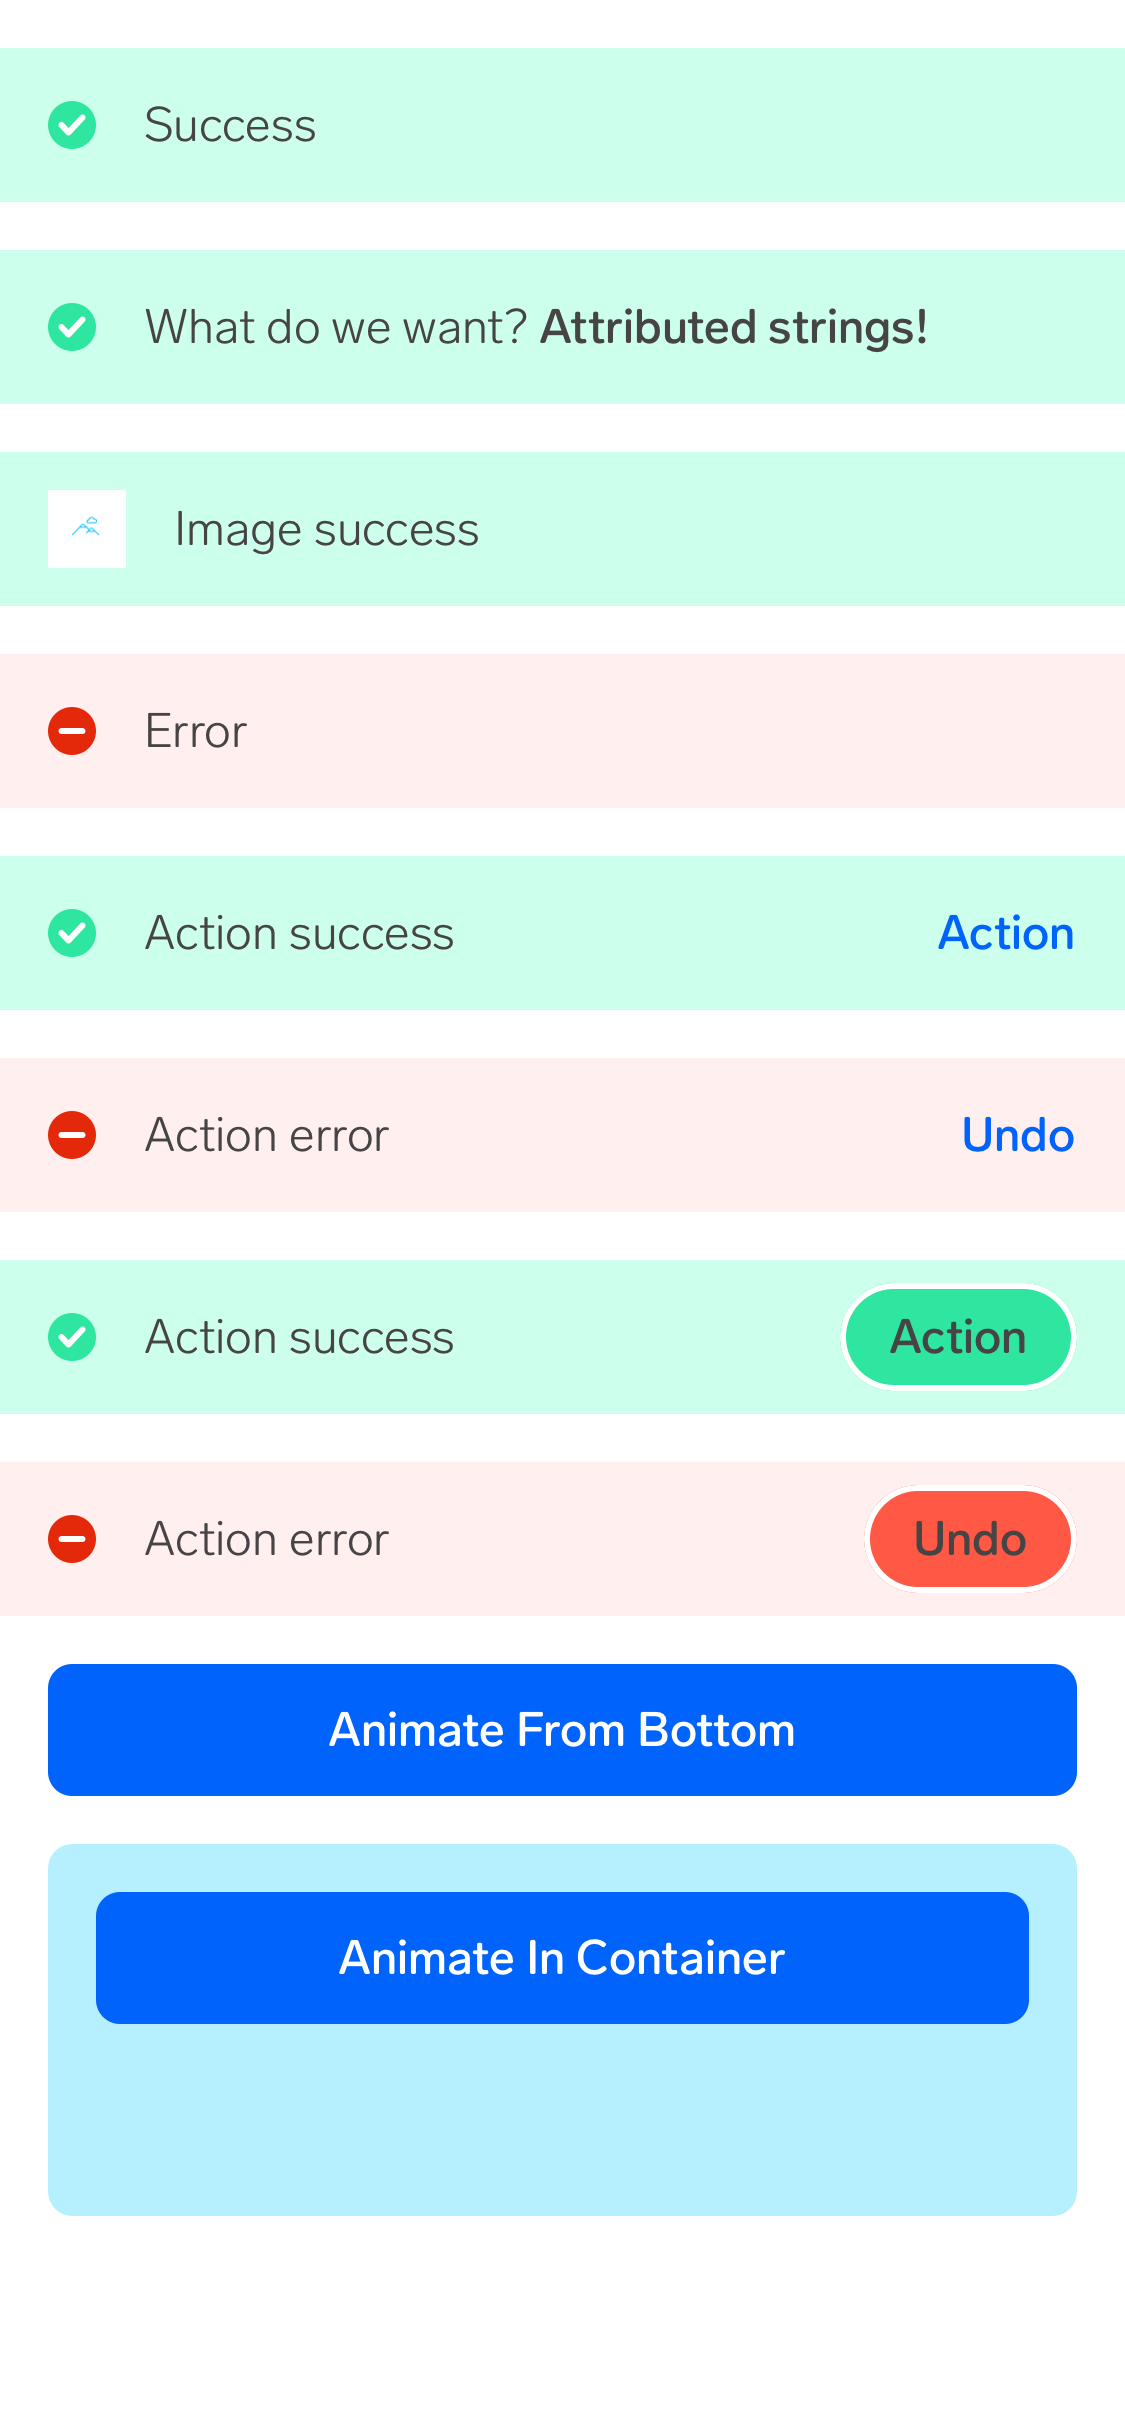 Success
What do we want? Attributed strings!
Image success
Error
Action success Action
Action error Undo
Action success Action
Action error Undo
Animate From Bottom
Animate In Container